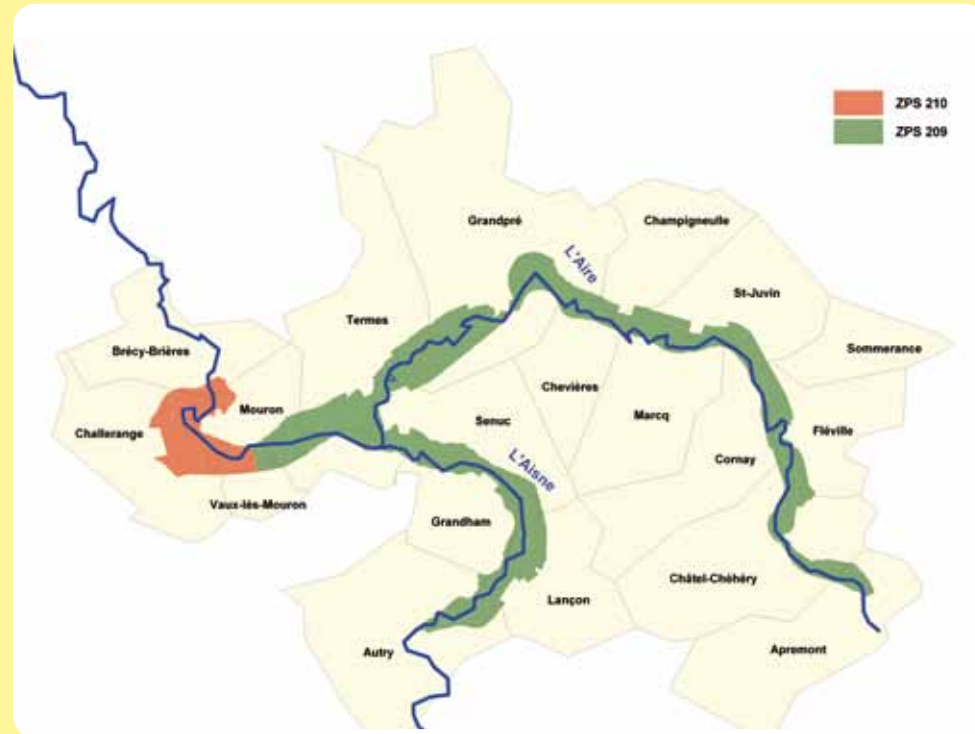 ZPS 210
ZPS 209
Grandpré
Champigneulle
L'Aire
St-Juvin
Termes
Sommerance
Brécy-Brières
Chevières
Mouron
Marcq
Senuc
Challerange
Fléville
Cornay
L'Aisne
Vaux-lès-Mouron
Grandham
Châtel-Chéhéry
Lançon
Autry
Apremont